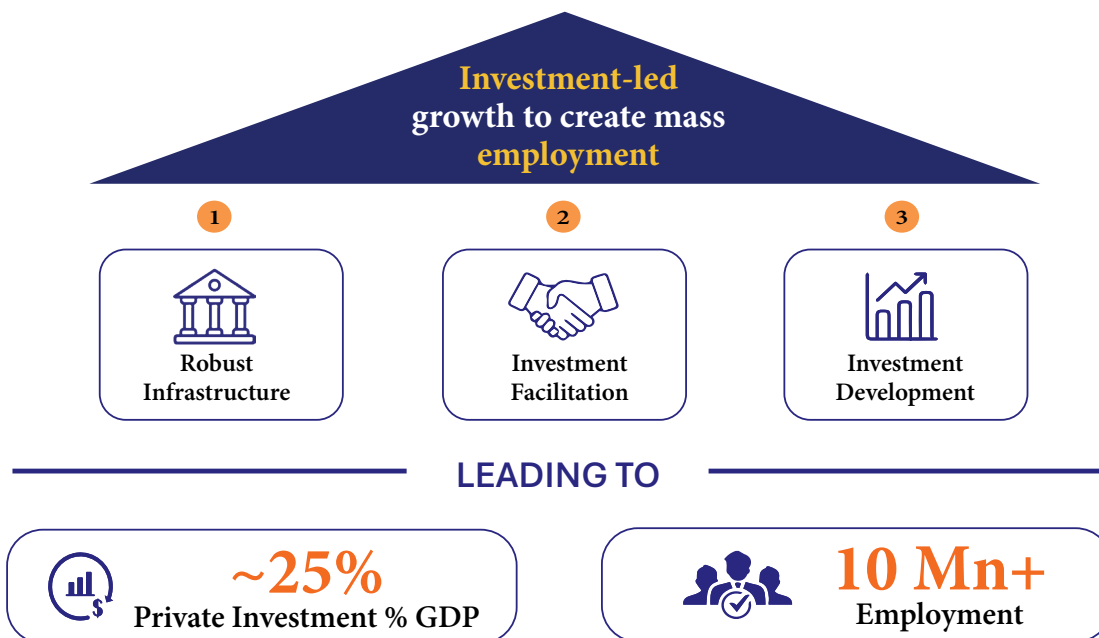 Investment-led
growth to create mass
employment
1
2
3
Robust
Infrastructure
Investment
Facilitation
Investment
Development
LEADING TO
~25%
Private Investment % GDP
$
10 Mn+
Employment